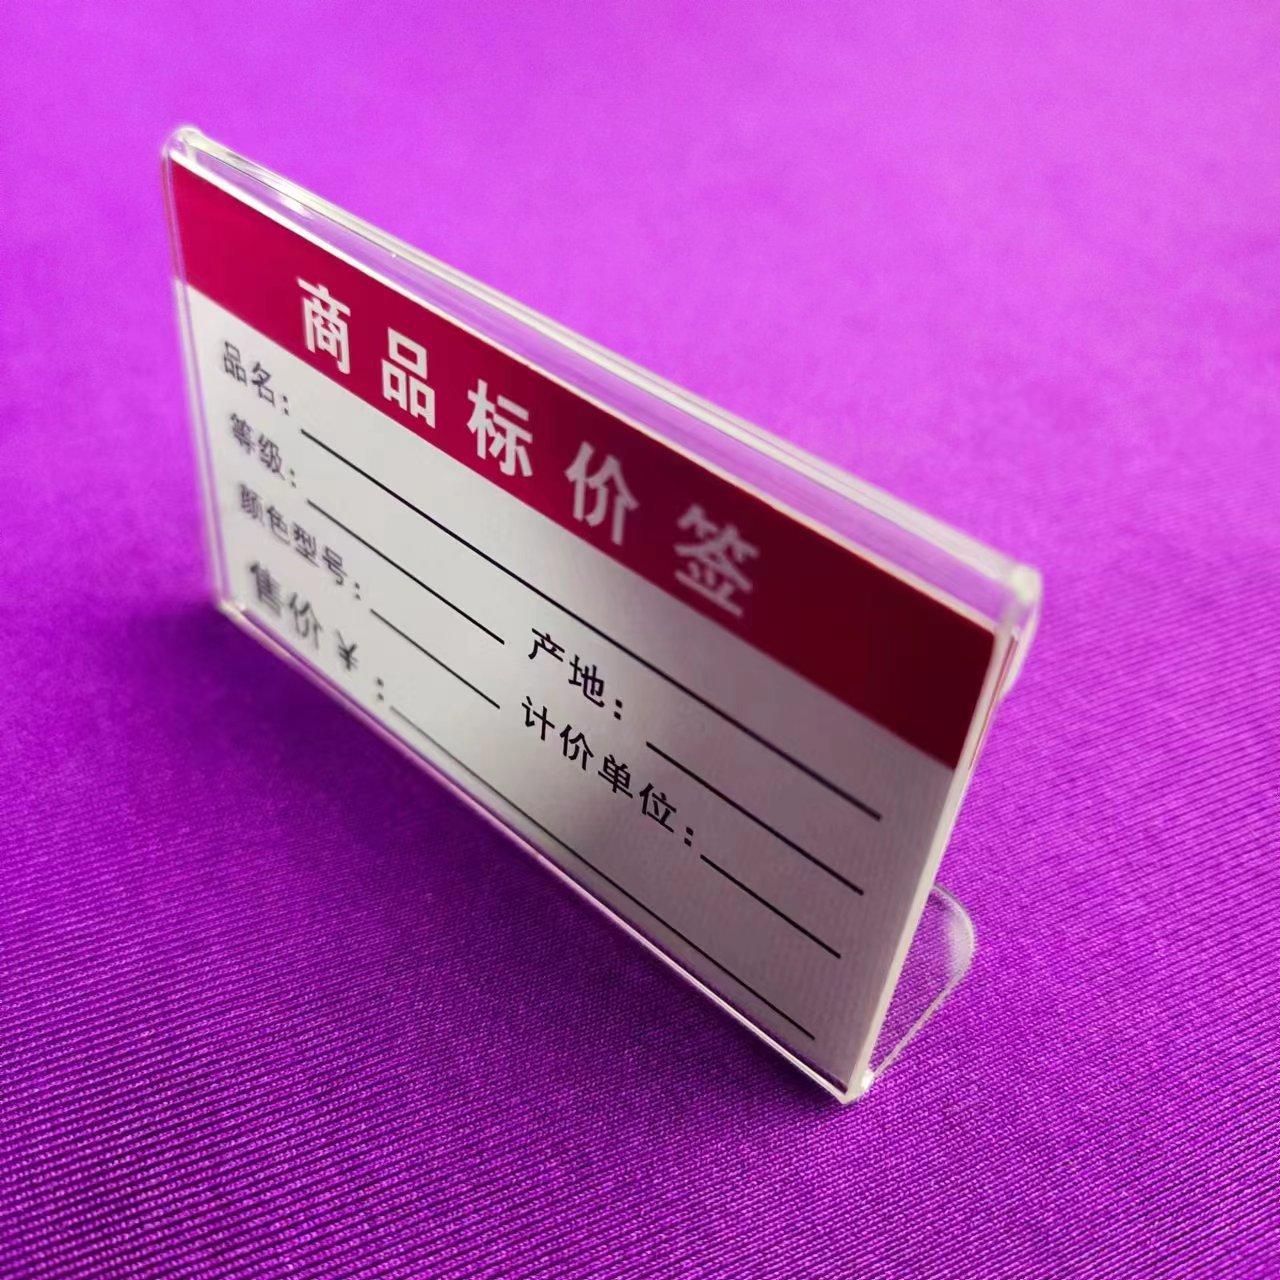 商品标价签
品名：
等级： 产地：
颜色型号： 计价单位：
售价